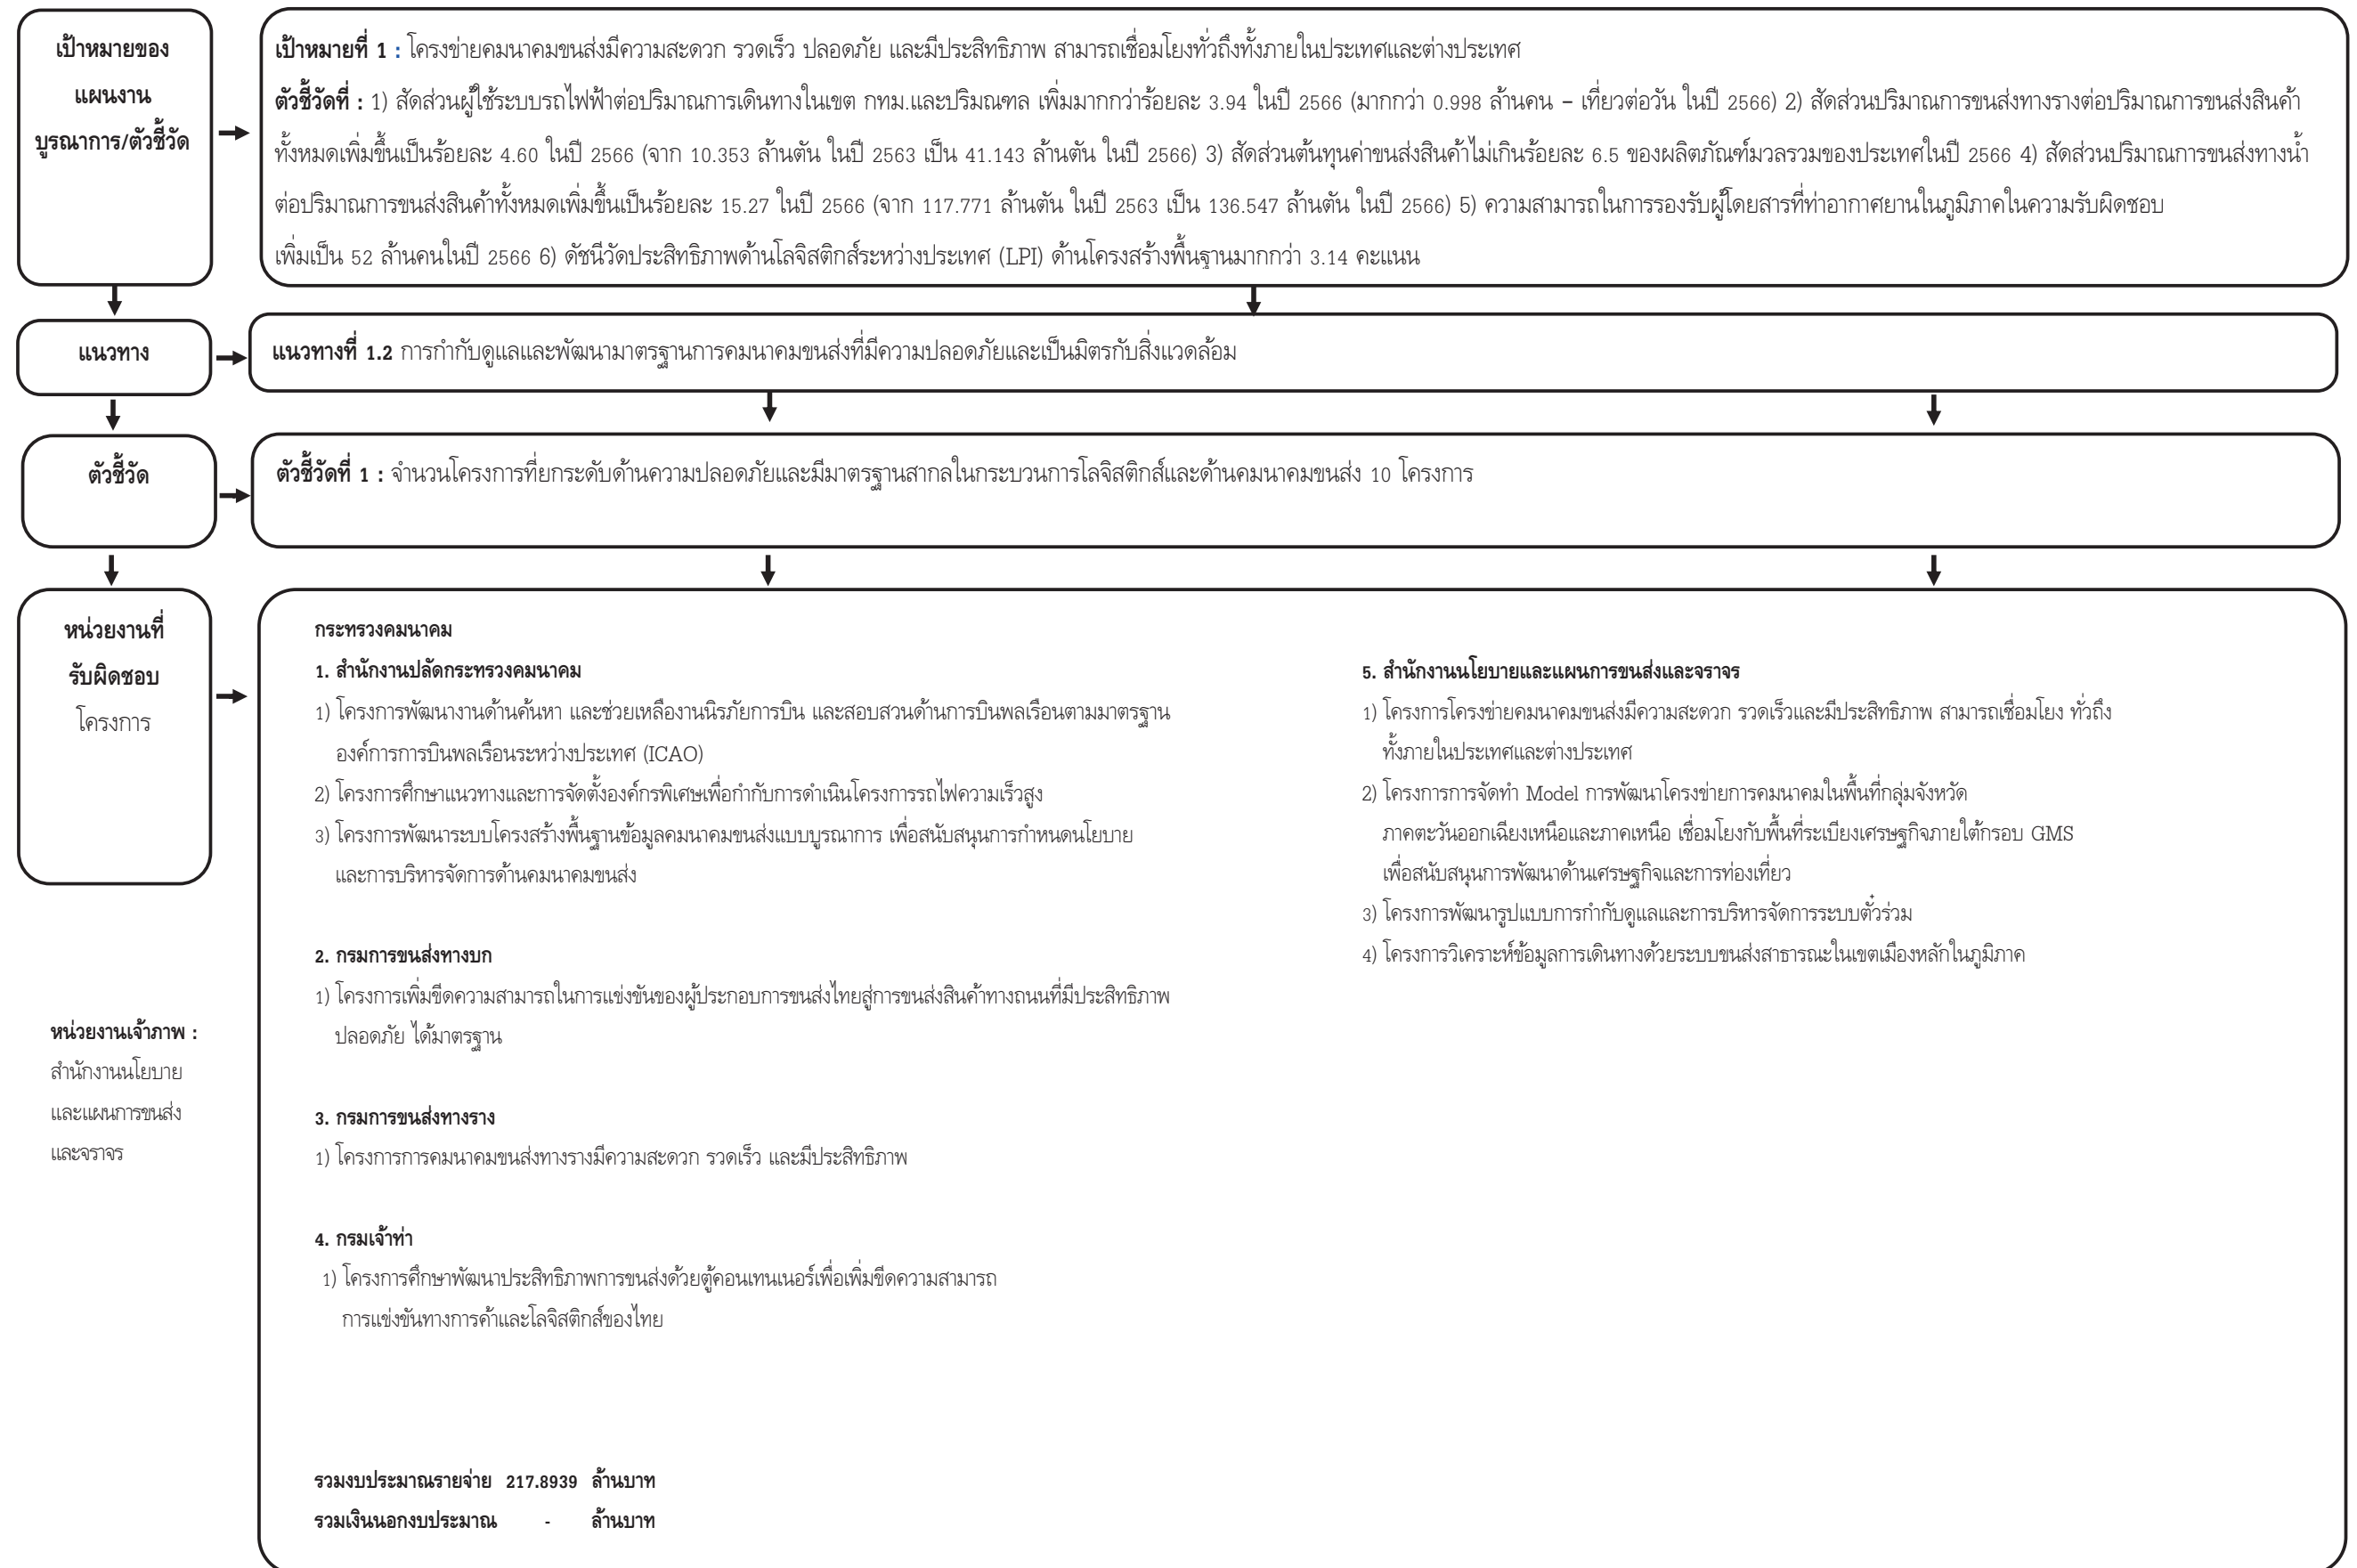 เป้าหมายของ
แผนงาน
บูรณาการ/ตัวชี้วัด
เป้าหมายที่ 1 : โครงข่ายคมนาคมขนส่งมีความสะดวก รวดเร็ว ปลอดภัย และมีประสิทธิภาพ สามารถเชื่อมโยงทั่วถึงทั้งภายในประเทศและต่างประเทศ
ตัวชี้วัดที่ : 1) สัดส่วนผู้ใช้ระบบรถไฟฟ้าต่อปริมาณการเดินทางในเขต กทม.และปริมณฑล เพิ่มมากกว่าร้อยละ 3.94 ในปี 2566 (มากกว่า 0.998 ล้านคน – เที่ยวต่อวัน ในปี 2566) 2) สัดส่วนปริมาณการขนส่งทางรางต่อปริมาณการขนส่งสินค้า
ทั้งหมดเพิ่มขึ้นเป็นร้อยละ 4.60 ในปี 2566 (จาก 10.353 ล้านตัน ในปี 2563 เป็น 41.143 ล้านตัน ในปี 2566) 3) สัดส่วนต้นทุนค่าขนส่งสินค้าไม่เกินร้อยละ 6.5 ของผลิตภัณฑ์มวลรวมของประเทศในปี 2566 4) สัดส่วนปริมาณการขนส่งทางน้ำ
ต่อปริมาณการขนส่งสินค้าทั้งหมดเพิ่มขึ้นเป็นร้อยละ 15.27 ในปี 2566 (จาก 117.771 ล้านตัน ในปี 2563 เป็น 136.547 ล้านตัน ในปี 2566) 5) ความสามารถในการรองรับผู้โดยสารที่ท่าอากาศยานในภูมิภาคในความรับผิดชอบ
เพิ่มเป็น 52 ล้านคนในปี 2566 6) ดัชนีวัดประสิทธิภาพด้านโลจิสติกส์ระหว่างประเทศ (LPI) ด้านโครงสร้างพื้นฐานมากกว่า 3.14 คะแนน
แนวทาง
แนวทางที่ 1.2 การกำกับดูแลและพัฒนามาตรฐานการคมนาคมขนส่งที่มีความปลอดภัยและเป็นมิตรกับสิ่งแวดล้อม
ตัวชี้วัด
ตัวชี้วัดที่ 1 : จำนวนโครงการที่ยกระดับด้านความปลอดภัยและมีมาตรฐานสากลในกระบวนการโลจิสติกส์และด้านคมนาคมขนส่ง 10 โครงการ
หน่วยงานที่
รับผิดชอบ
โครงการ
หน่วยงานเจ้าภาพ :
สำนักงานนโยบาย
และแผนการขนส่ง
และจราจร
กระทรวงคมนาคม
1. สำนักงานปลัดกระทรวงคมนาคม
1) โครงการพัฒนางานด้านค้นหา และช่วยเหลืองานนิรภัยการบิน และสอบสวนด้านการบินพลเรือนตามมาตรฐาน
องค์การการบินพลเรือนระหว่างประเทศ (ICAO)
2) โครงการศึกษาแนวทางและการจัดตั้งองค์กรพิเศษเพื่อกำกับการดำเนินโครงการรถไฟความเร็วสูง
3) โครงการพัฒนาระบบโครงสร้างพื้นฐานข้อมูลคมนาคมขนส่งแบบบูรณาการ เพื่อสนับสนุนการกำหนดนโยบาย
และการบริหารจัดการด้านคมนาคมขนส่ง
2. กรมการขนส่งทางบก
1) โครงการเพิ่มขีดความสามารถในการแข่งขันของผู้ประกอบการขนส่งไทยสู่การขนส่งสินค้าทางถนนที่มีประสิทธิภาพ
ปลอดภัย ได้มาตรฐาน
3. กรมการขนส่งทางราง
1) โครงการการคมนาคมขนส่งทางรางมีความสะดวก รวดเร็ว และมีประสิทธิภาพ
4. กรมเจ้าท่า
1) โครงการศึกษาพัฒนาประสิทธิภาพการขนส่งด้วยตู้คอนเทนเนอร์เพื่อเพิ่มขีดความสามารถ
การแข่งขันทางการค้าและโลจิสติกส์ของไทย
5. สำนักงานนโยบายและแผนการขนส่งและจราจร
1) โครงการโครงข่ายคมนาคมขนส่งมีความสะดวก รวดเร็วและมีประสิทธิภาพ สามารถเชื่อมโยง ทั่วถึง
ทั้งภายในประเทศและต่างประเทศ
2) โครงการการจัดทำ Model การพัฒนาโครงข่ายการคมนาคมในพื้นที่กลุ่มจังหวัด
ภาคตะวันออกเฉียงเหนือและภาคเหนือ เชื่อมโยงกับพื้นที่ระเบียงเศรษฐกิจภายใต้กรอบ GMS
เพื่อสนับสนุนการพัฒนาด้านเศรษฐกิจและการท่องเที่ยว
3) โครงการพัฒนารูปแบบการกำกับดูแลและการบริหารจัดการระบบตั๋วร่วม
4) โครงการวิเคราะห์ข้อมูลการเดินทางด้วยระบบขนส่งสาธารณะในเขตเมืองหลักในภูมิภาค
รวมงบประมาณรายจ่าย 217.8939 ล้านบาท
รวมเงินนอกงบประมาณ - ล้านบาท